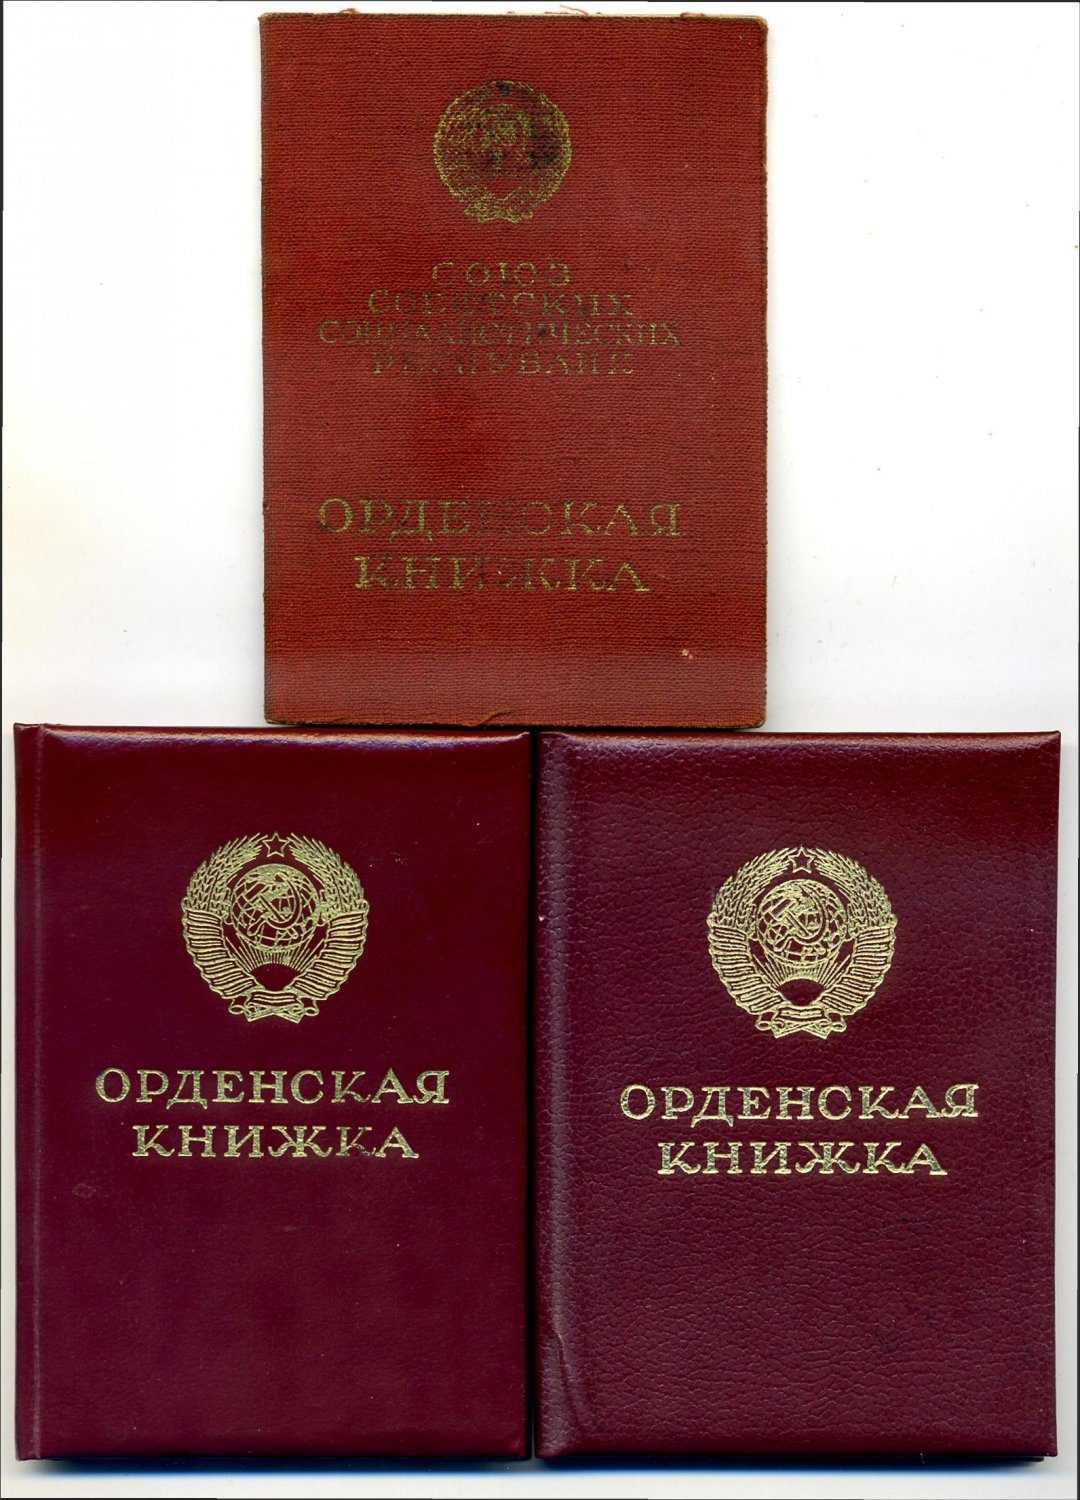 СОЮЗ
СОВЕТСКИХ
СОЦИАЛИСТИЧЕСКИХ
РЕСПУБЛИК
ОРДЕНСКАЯ
КНИЖКА
ОРДЕНСКАЯ
КНИЖКА
ОРДЕНСКАЯ
КНИЖКА